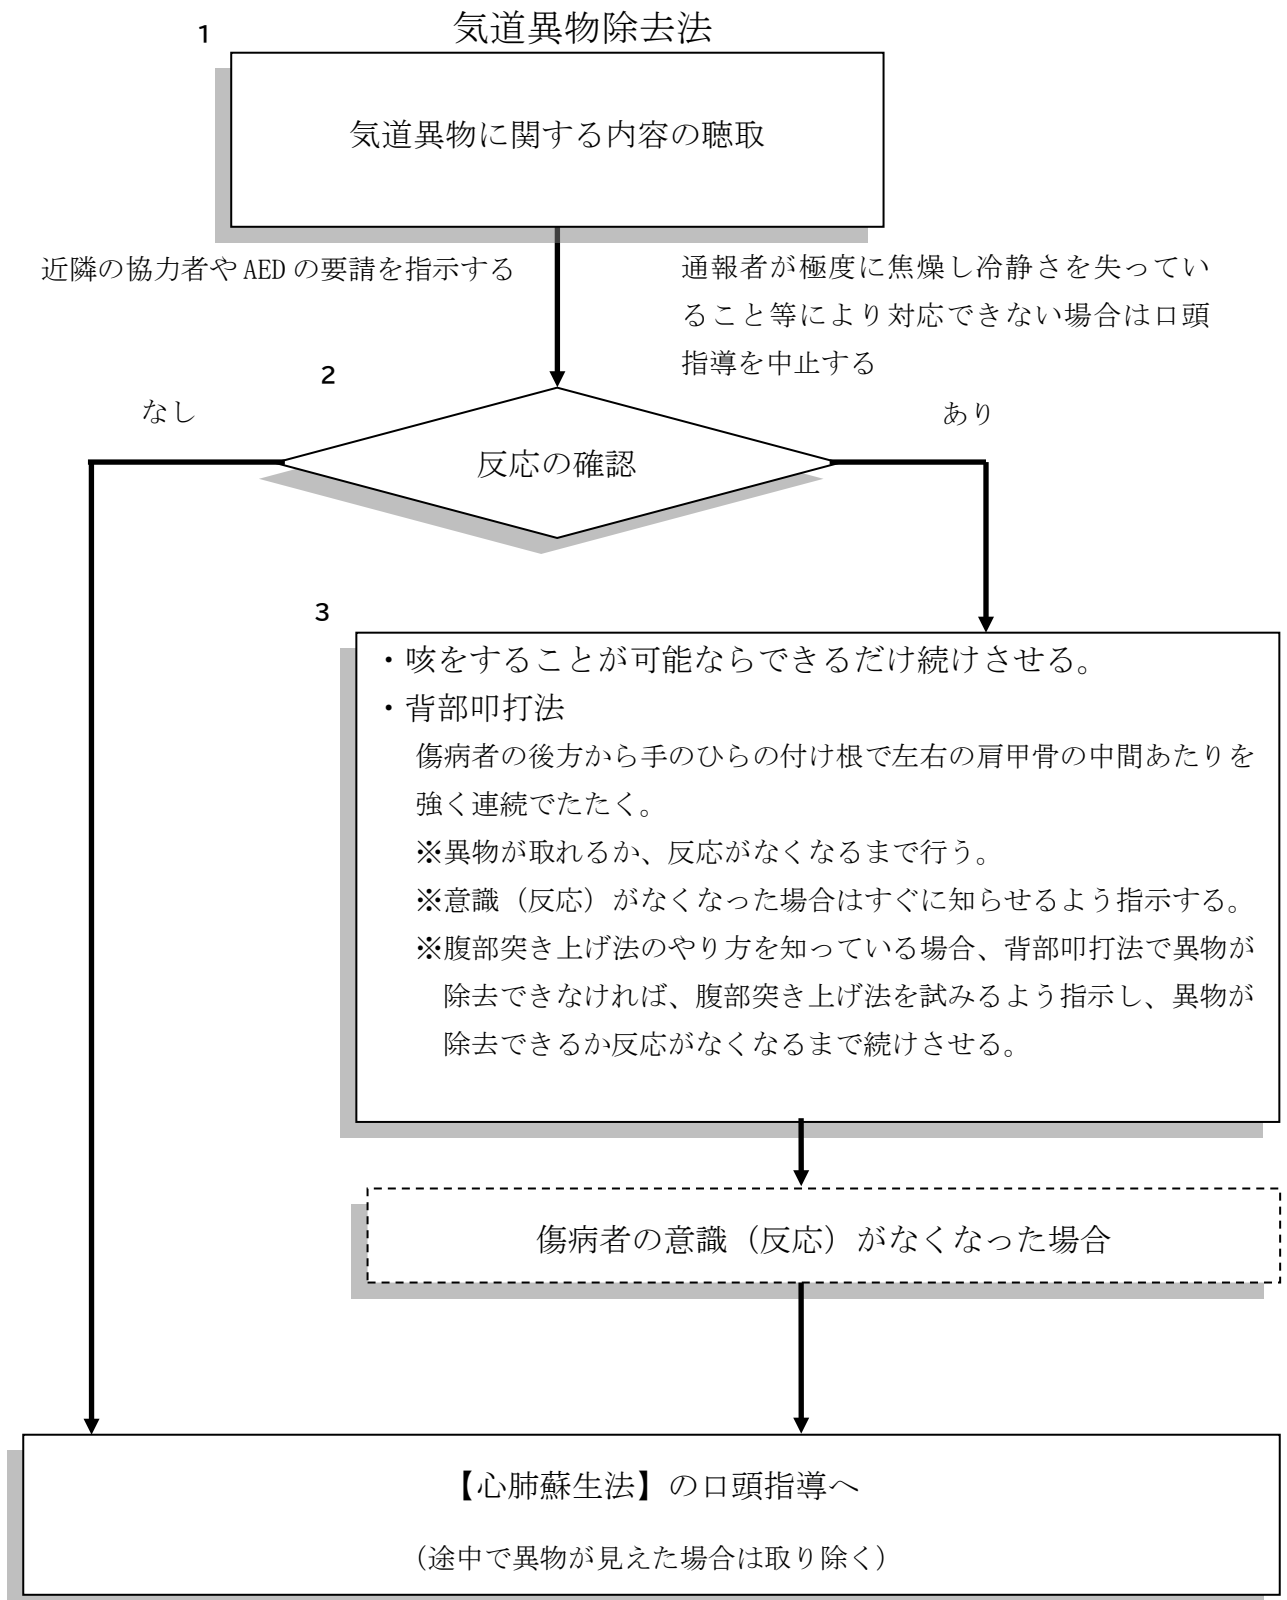 気道異物除去法
1
気道異物に関する内容の聴取
近隣の協力者や AED の要請を指示する
通報者が極度に焦燥し冷静さを失ってい
ること等により対応できない場合は口頭
指導を中止する
2
なし
あり
反応の確認
3
・咳をすることが可能ならできるだけ続けさせる。
・背部叩打法
傷病者の後方から手のひらの付け根で左右の肩甲骨の中間あたりを
強く連続でたたく。
※異物が取れるか、反応がなくなるまで行う。
※意識（反応）がなくなった場合はすぐに知らせるよう指示する。
※腹部突き上げ法のやり方を知っている場合、背部叩打法で異物が
除去できなければ、腹部突き上げ法を試みるよう指示し、異物が
除去できるか反応がなくなるまで続けさせる。
傷病者の意識（反応）がなくなった場合
【心肺蘇生法】の口頭指導へ
（途中で異物が見えた場合は取り除く）